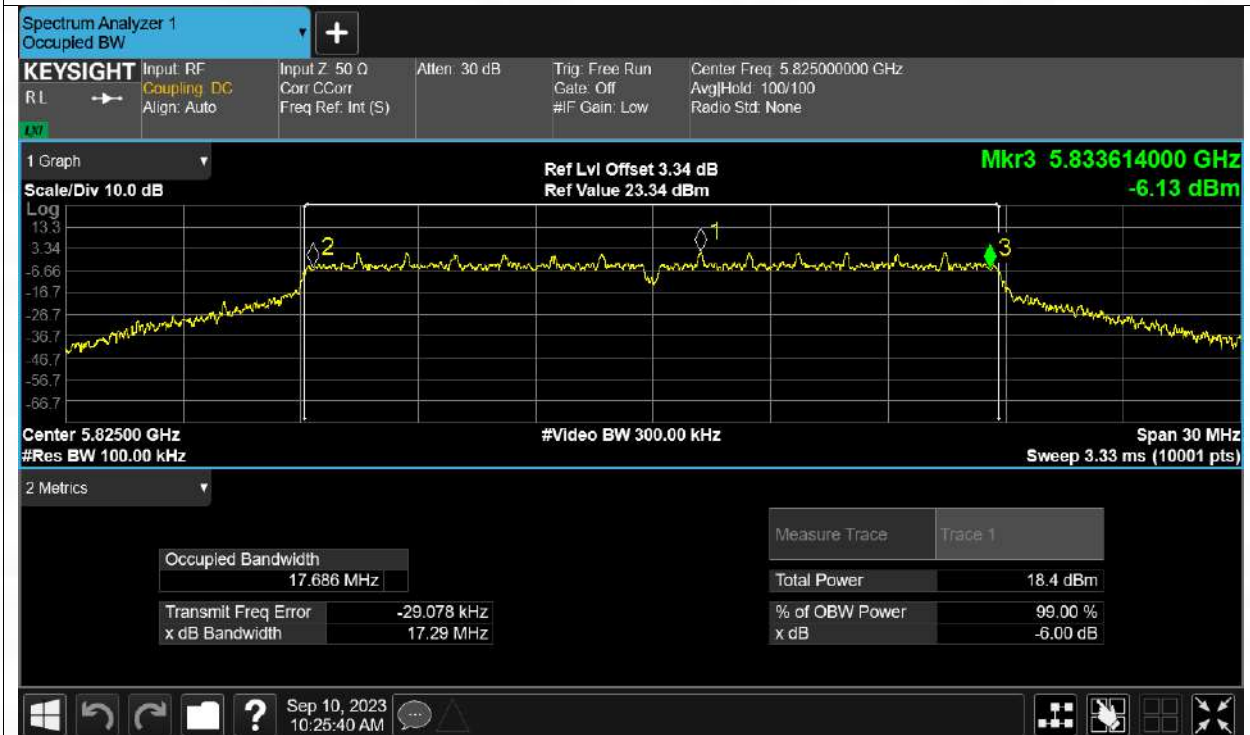 Spectrum Analyzer 1
Occupied BW
+
KEYSIGHT
RL
LXI
Input: RF
Coupling: DC
Align: Auto
Input Z: 50 Ω
Corr CCorr
Freq Ref: Int (S)
Atten: 30 dB
Trig: Free Run
Gate: Off
#IF Gain: Low
Center Freq: 5.825000000 GHz
Avg|Hold: 100/100
Radio Std: None
1 Graph
Scale/Div 10.0 dB
Ref Lvl Offset 3.34 dB
Ref Value 23.34 dBm
Mkr3 5.833614000 GHz
-6.13 dBm
Log
13.3
3.34
-6.66
-16.7
-26.7
-36.7
-46.7
-56.7
-66.7
2
1
3
Center 5.82500 GHz
#Video BW 300.00 kHz
Span 30 MHz
#Res BW 100.00 kHz
Sweep 3.33 ms (10001 pts)
2 Metrics
Measure Trace Trace 1
Occupied Bandwidth
17.686 MHz
Total Power 18.4 dBm
Transmit Freq Error -29.078 kHz
% of OBW Power 99.00 %
x dB Bandwidth 17.29 MHz
x dB -6.00 dB
?
Sep 10, 2023
10:25:40 AM